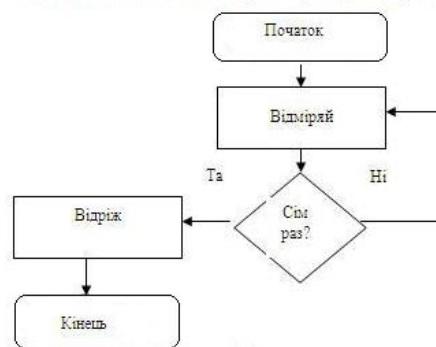 Початок
Відміряй
Та
Ні
Сім
раз?
Відріж
Кінець